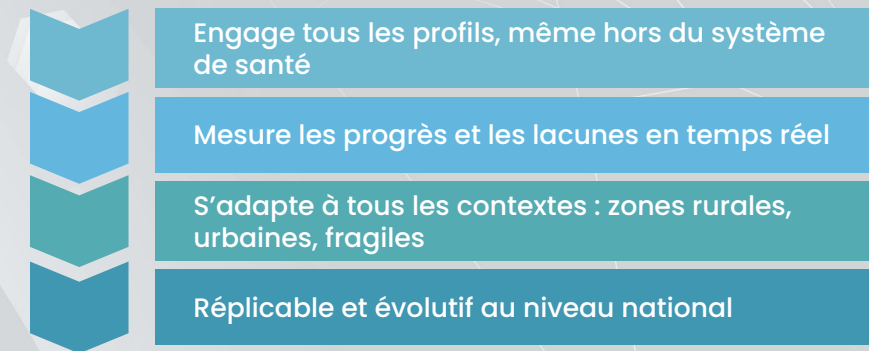 Engage tous les profils, même hors du système
de santé
Mesure les progrès et les lacunes en temps réel
S’adapte à tous les contextes : zones rurales,
urbaines, fragiles
Réplicable et évolutif au niveau national